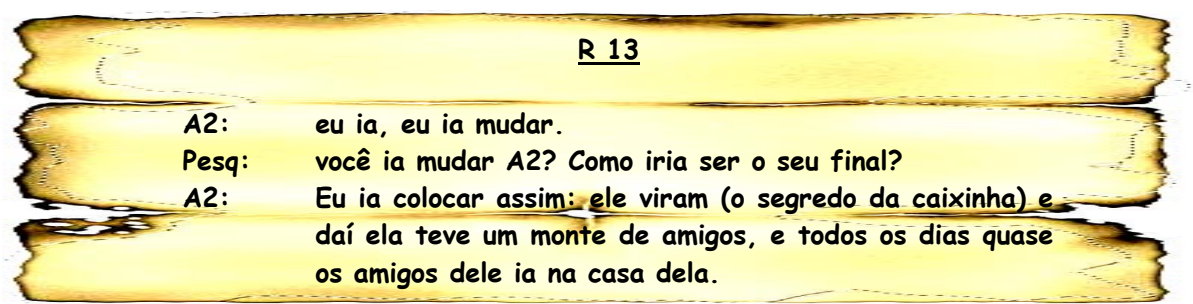 R 13
A2: eu ia, eu ia mudar.
Pesq: você ia mudar A2? Como iria ser o seu final?
A2: Eu ia colocar assim: ele viram (o segredo da caixinha) e
daí ela teve um monte de amigos, e todos os dias quase
os amigos dele ia na casa dela.